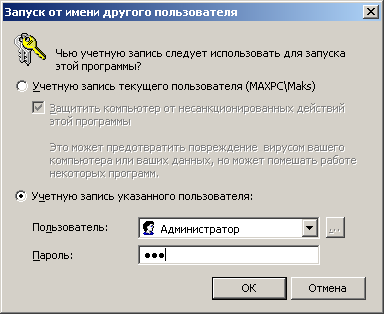 Запуск от имени другого пользователя
Чью учетную запись следует использовать для запуска
этой программы?
Учетную запись текущего пользователя (MAXPC\Maks)
Защитить компьютер от несанкционированных действий
этой программы
Это может предотвратить повреждение вирусом вашего
компьютера или ваших данных, но может помешать работе
некоторых программ.
Учетную запись указанного пользователя:
Пользователь:
Администратор
...
Пароль:
●●●
OK
Отмена